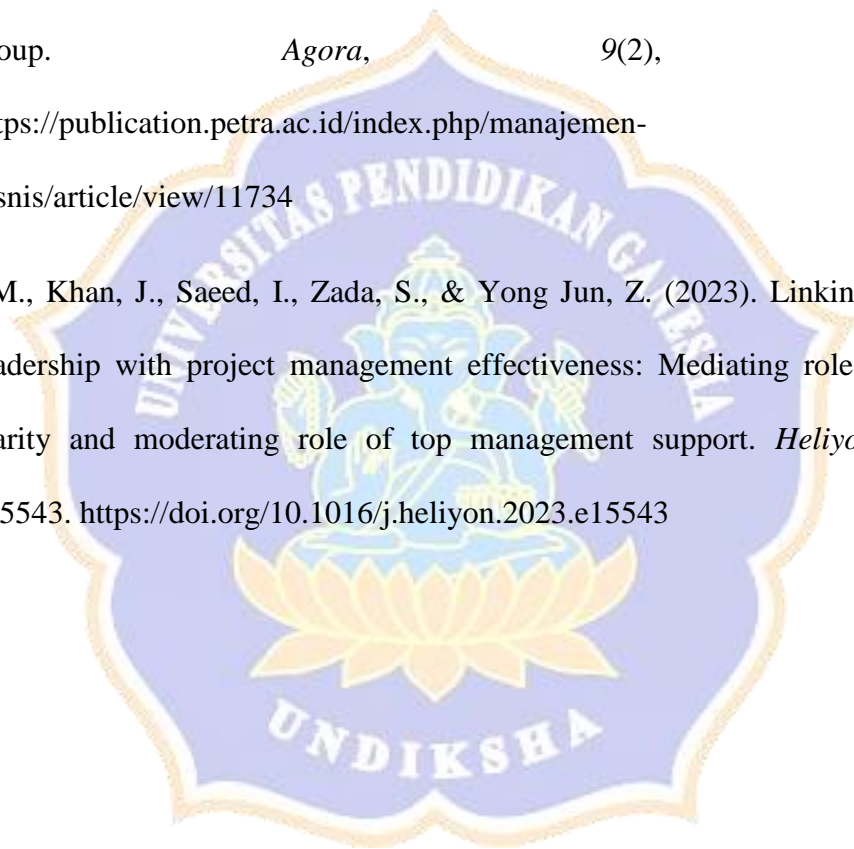 oup. Agora, 9(2),
tps://publication.petra.ac.id/index.php/manajemen-
snis/article/view/11734
M., Khan, J., Saeed, I., Zada, S., & Yong Jun, Z. (2023). Linkin
adership with project management effectiveness: Mediating role
arity and moderating role of top management support. Heliyo
5543. https://doi.org/10.1016/j.heliyon.2023.e15543
UNIVERSITAS PENDIDIKAN GANESHA
UNDIKSHA